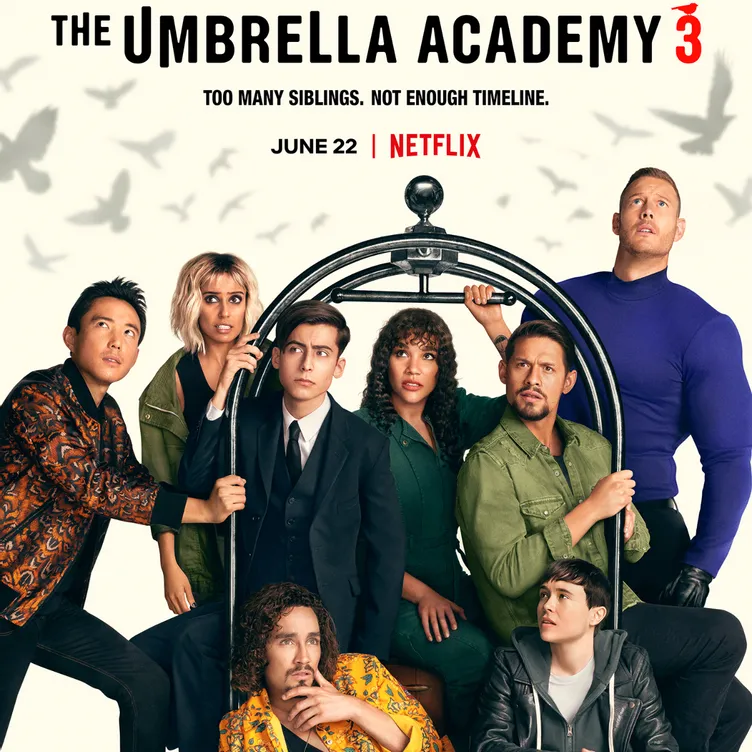 THE UMBRELLA ACADEMY 3
TOO MANY SIBLINGS. NOT ENOUGH TIMELINE.
JUNE 22 | NETFLIX